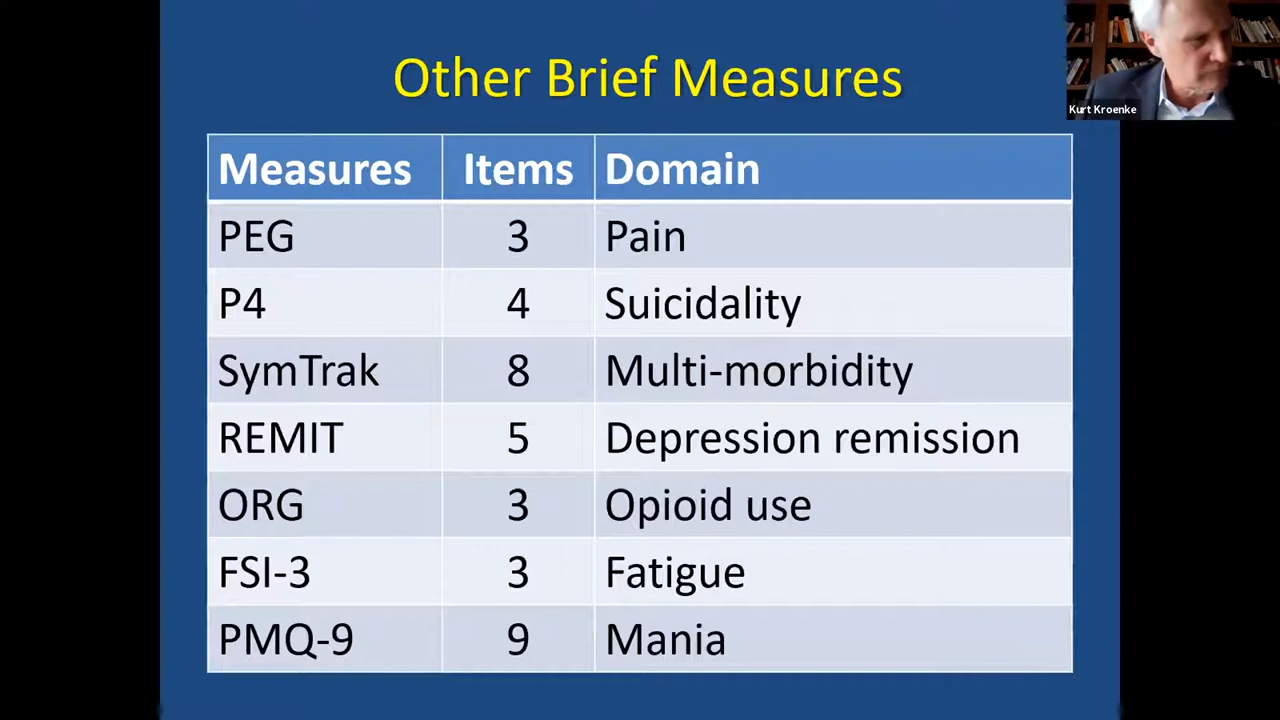 Other Brief Measures
Kurt Kroenke
Measures Items Domain
PEG 3 Pain
P4 4 Suicidality
SymTrak 8 Multi-morbidity
REMIT 5 Depression remission
ORG 3 Opioid use
FSI-3 3 Fatigue
PMQ-9 9 Mania